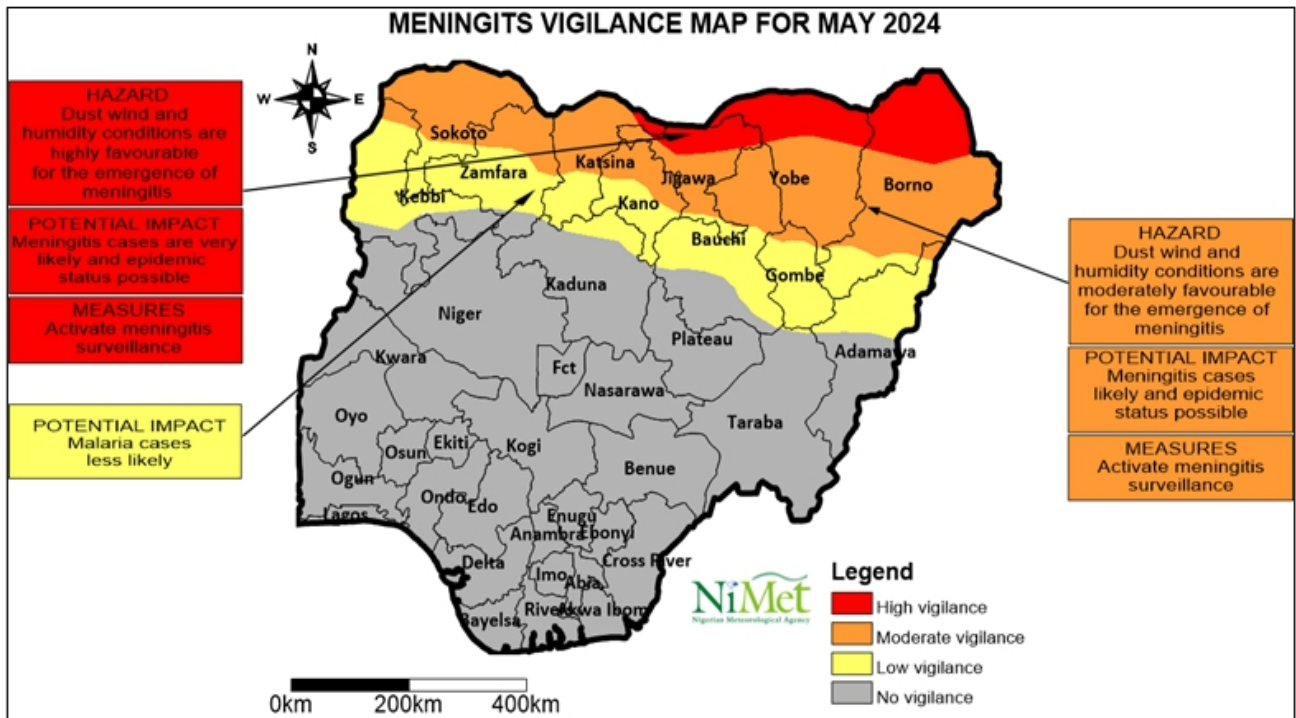 MENINGITS VIGILANCE MAP FOR MAY 2024
N
W
E
S
HAZARD
Dust wind and
humidity conditions are
highly favourable
for the emergence of
meningitis
POTENTIAL IMPACT
Meningitis cases are very
likely and epidemic
status possible
MEASURES
Activate meningitis
surveillance
POTENTIAL IMPACT
Malaria cases
less likely
Sokoto
Katsina
Zamfara
Jigawa
Yobe
Borno
Kebbi
Kano
Bauchi
Gombe
Kaduna
Niger
Plateau
Adamawa
Kwara
Fct
Nasarawa
Oyo
Taraba
Osun
Ekiti
Kogi
Benue
Ogun
Ondo
Edo
Lagos
Enugu
Anambra
Ebonyi
Delta
Cross River
Imo
Abia
Rivers
Akwa Ibom
Bayelsa
HAZARD
Dust wind and
humidity conditions are
moderately favourable
for the emergence of
meningitis
POTENTIAL IMPACT
Meningitis cases
likely and epidemic
status possible
MEASURES
Activate meningitis
surveillance
NiMet
Nigerian Meteorological Agency
Legend
High vigilance
Moderate vigilance
Low vigilance
No vigilance
0km
200km
400km